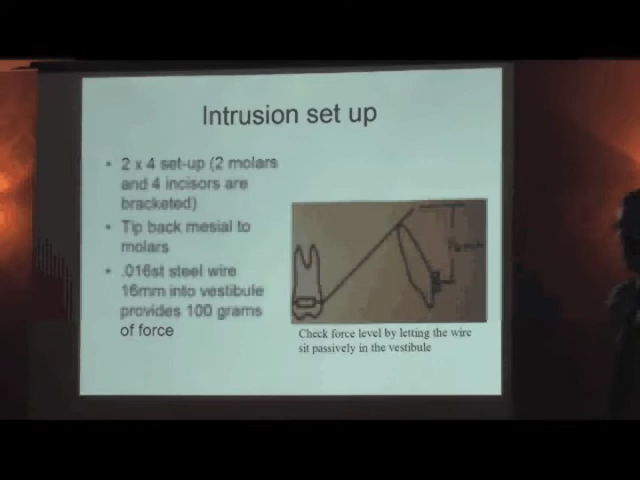 Intrusion set up
• 2 x 4 set-up (2 molars
and 4 incisors are
bracketed)
• Tip back mesial to
molars
• .016st steel wire
16mm into vestibule
provides 100 grams
of force
Check force level by letting the wire
sit passively in the vestibule